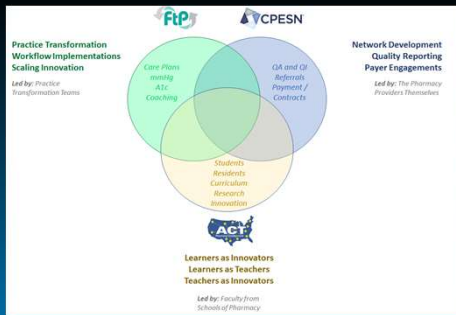 FtP
CPESN
Practice Transformation
Workflow Implementations
Scaling Innovation
Led by: Practice
Transformation Teams
Network Development
Quality Reporting
Payer Engagements
Led by: The Pharmacy
Providers Themselves
Care Plans
mmHg
A1c
Coaching
QA and QI
Referrals
Payment /
Contracts
Students
Residents
Curriculum
Research
Innovation
ACT
Learners as Innovators
Learners as Teachers
Teachers as Innovators
Led by: Faculty from
Schools of Pharmacy